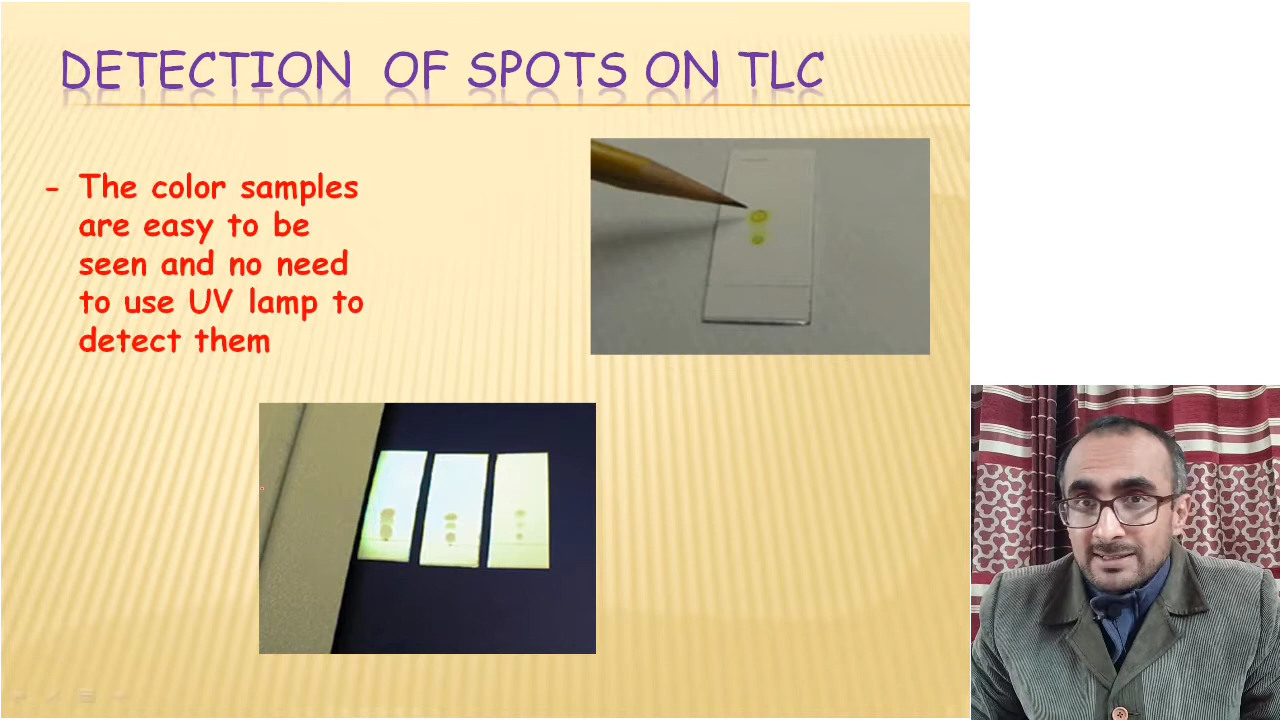 DETECTION OF SPOTS ON TLC
- The color samples
are easy to be
seen and no need
to use UV lamp to
detect them